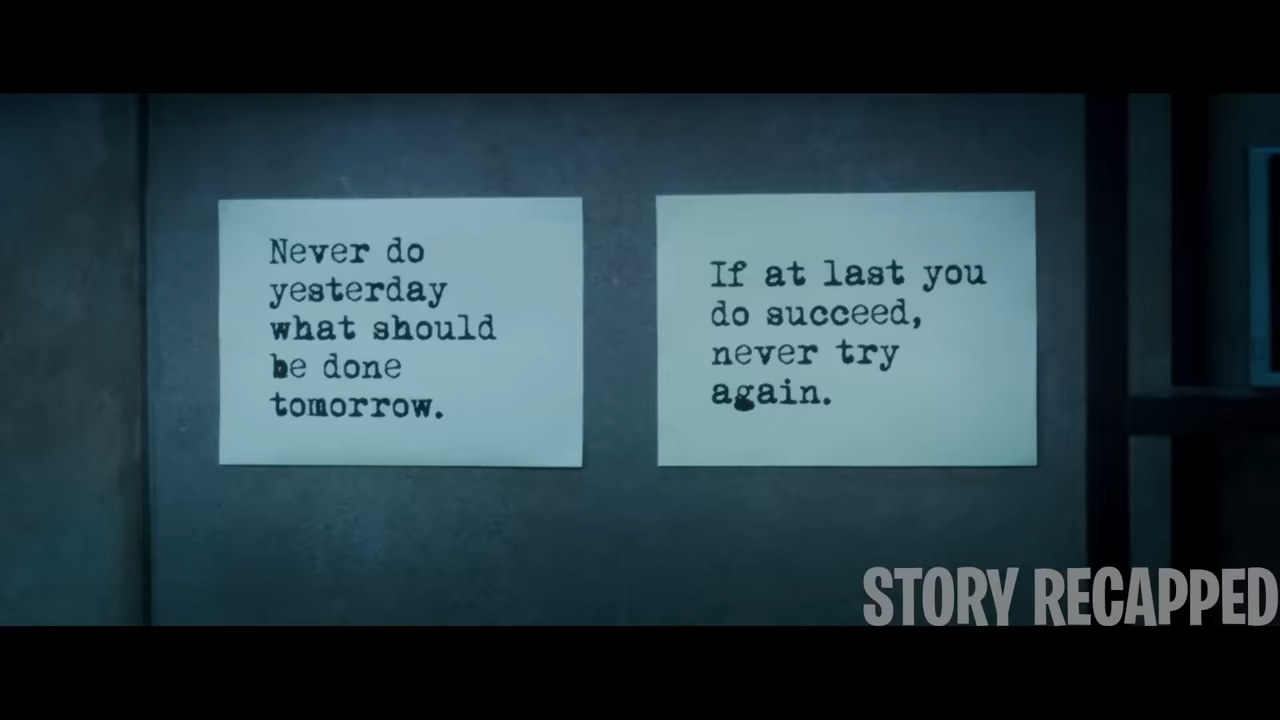 Never do
yesterday
what should
be done
tomorrow.
If at last you
do succeed,
never try
again.
STORY RECAPPED